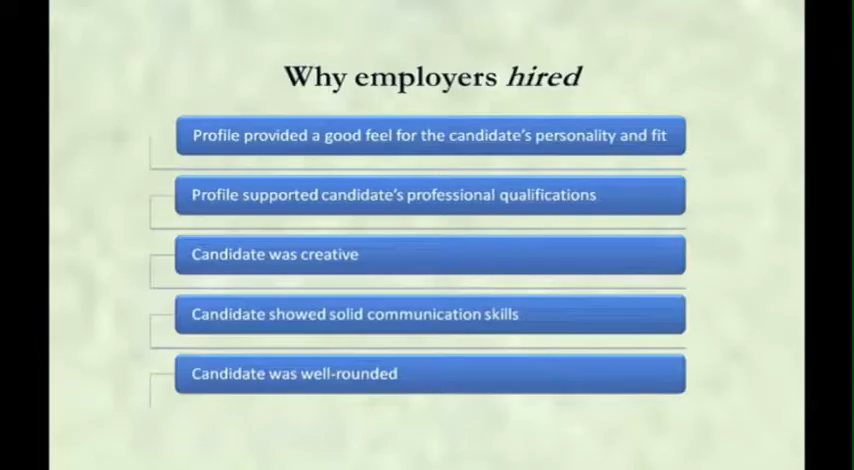 Why employers hired
Profile provided a good feel for the candidate's personality and fit
Profile supported candidate's professional qualifications
Candidate was creative
Candidate showed solid communication skills
Candidate was well-rounded